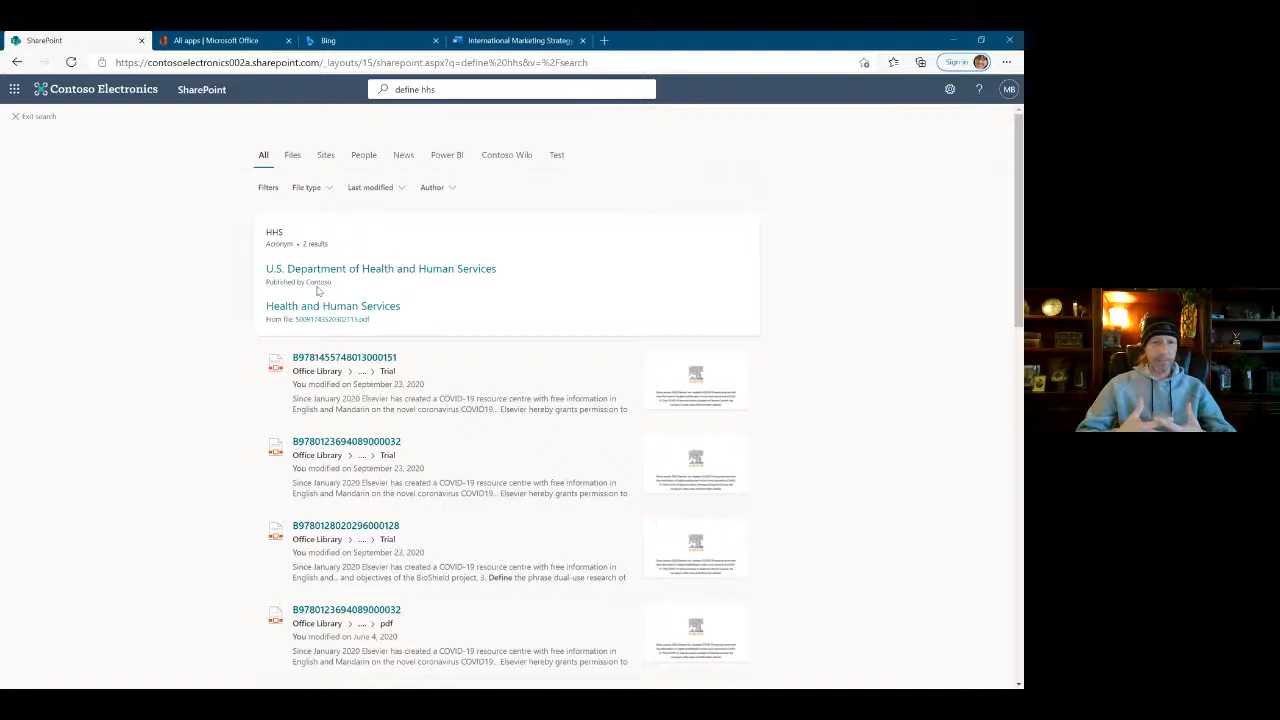 SharePoint
All apps | Microsoft Office
Bing
International Marketing Strategy
https://contosoelectronics002a.sharepoint.com/_layouts/15/sharepoint.aspx?q=define%20hhs&v=%2Fsearch
Sign in
Contoso Electronics
SharePoint
define hhs
MB
Exit search
All Files Sites People News Power BI Contoso Wiki Test
Filters File type Last modified Author
HHS
Acronym • 2 results
U.S. Department of Health and Human Services
Published by Contoso
Health and Human Services
From file: S0091743520302115.pdf
B9781455748013000151
Office Library > .... > Trial
You modified on September 23, 2020
Since January 2020 Elsevier has created a COVID-19 resource centre with free information in
English and Mandarin on the novel coronavirus COVID19... Elsevier hereby grants permission to
B9780123694089000032
Office Library > .... > Trial
You modified on September 23, 2020
Since January 2020 Elsevier has created a COVID-19 resource centre with free information in
English and Mandarin on the novel coronavirus COVID19... Elsevier hereby grants permission to
B9780128020296000128
Office Library > .... > Trial
You modified on September 23, 2020
Since January 2020 Elsevier has created a COVID-19 resource centre with free information in
English and... and objectives of the BioShield project. 3. Define the phrase dual-use research of
B9780123694089000032
Office Library > .... > pdf
You modified on June 4, 2020
Since January 2020 Elsevier has created a COVID-19 resource centre with free information in
English and Mandarin on the novel coronavirus COVID19... Elsevier hereby grants permission to